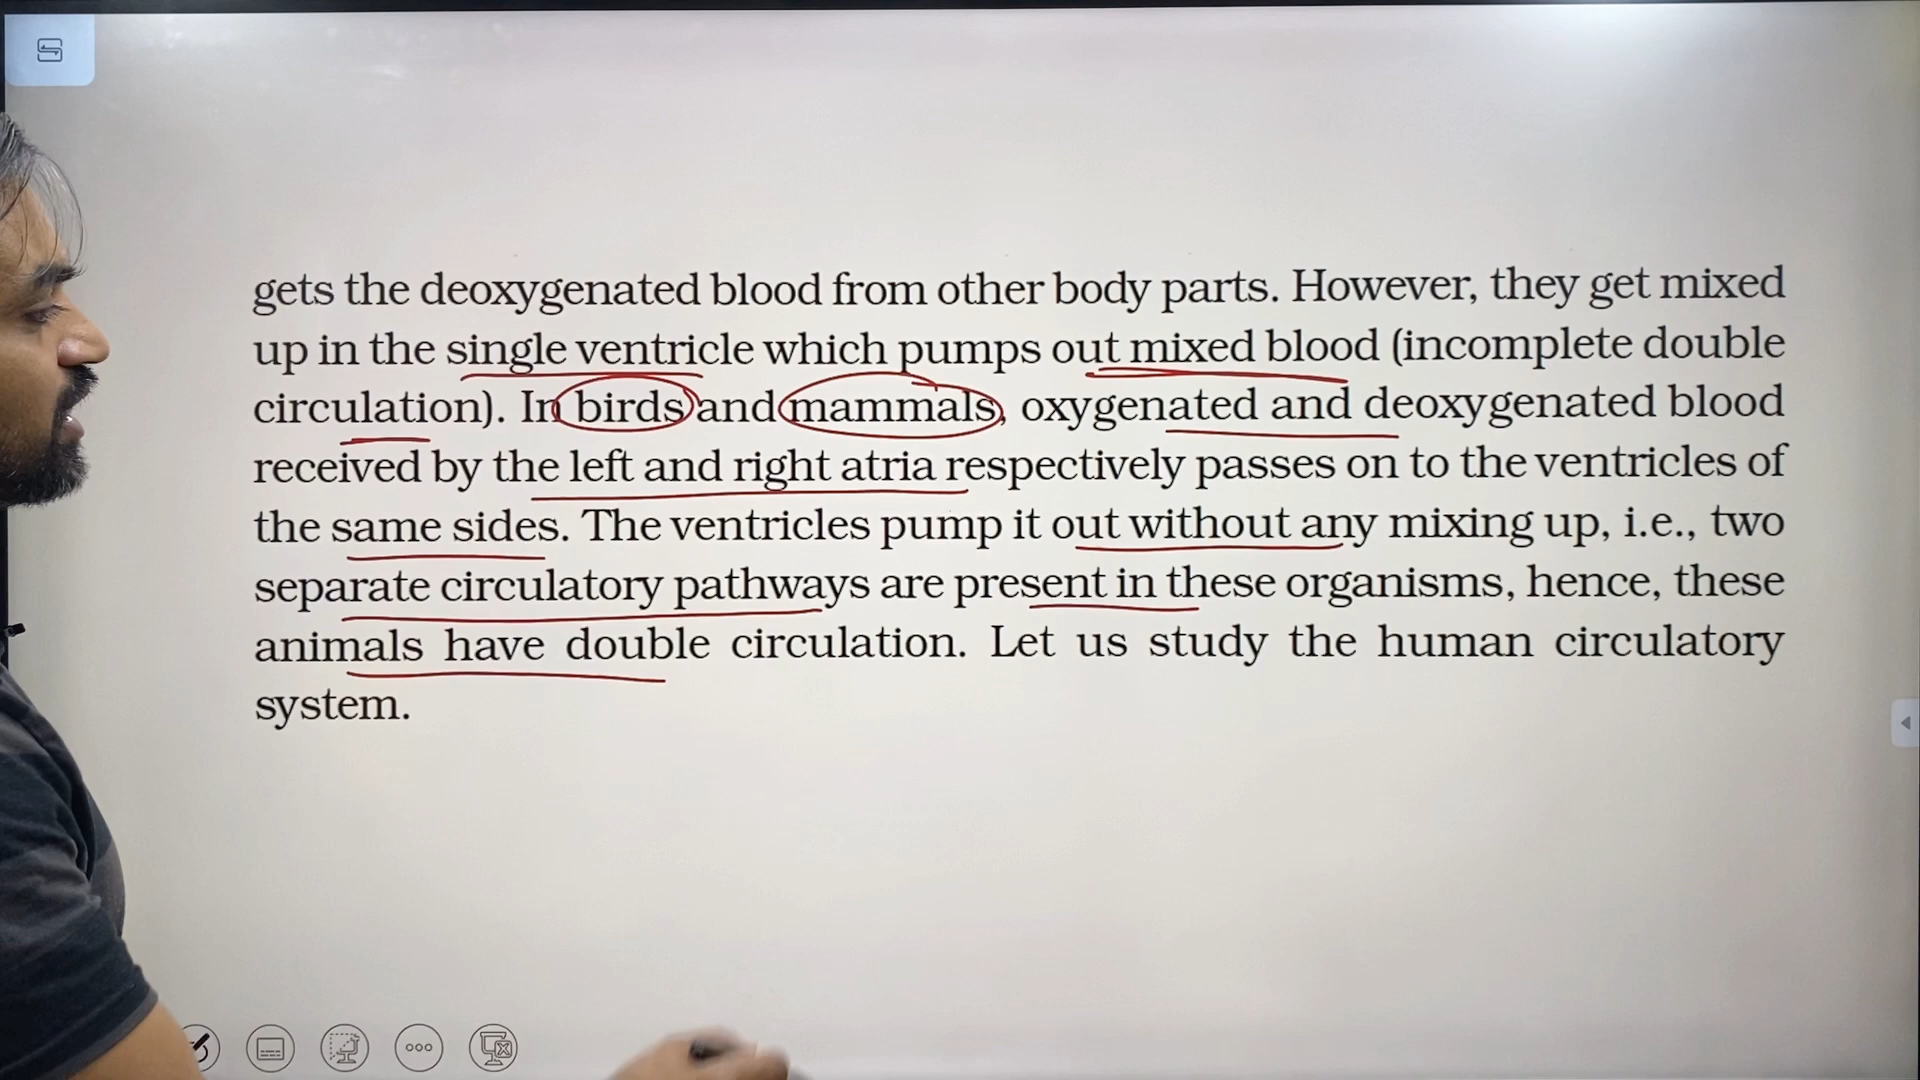 gets the deoxygenated blood from other body parts. However, they get mixed
up in the single ventricle which pumps out mixed blood (incomplete double
circulation). In birds and mammals, oxygenated and deoxygenated blood
received by the left and right atria respectively passes on to the ventricles of
the same sides. The ventricles pump it out without any mixing up, i.e., two
separate circulatory pathways are present in these organisms, hence, these
animals have double circulation. Let us study the human circulatory
system.